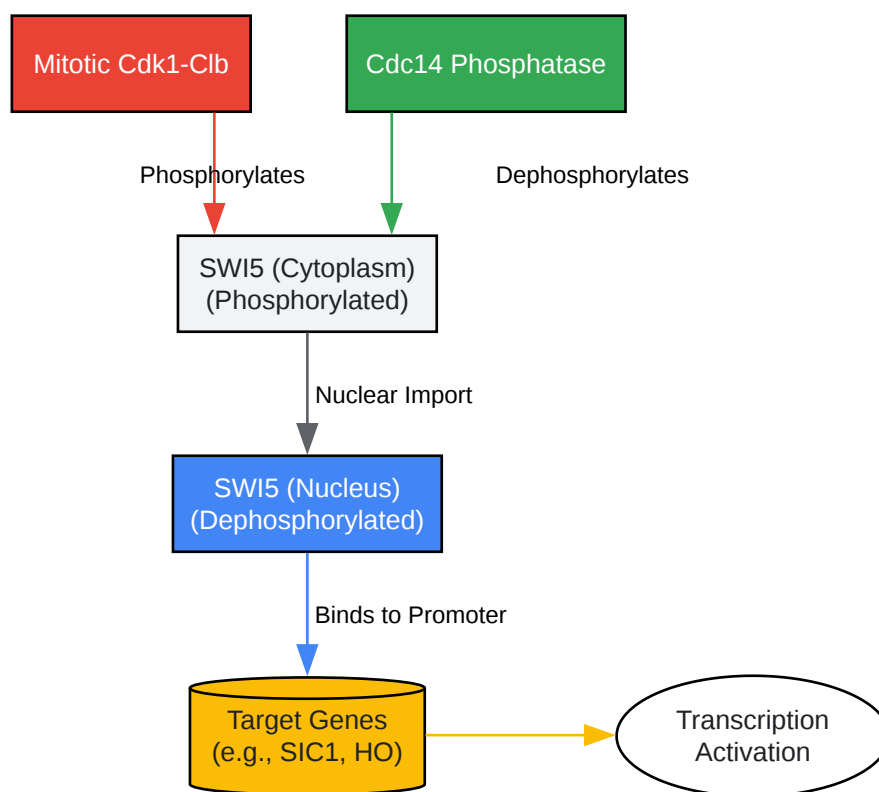 Mitotic Cdk1-Clb
Cdc14 Phosphatase
Phosphorylates
Dephosphorylates
SWI5 (Cytoplasm)
(Phosphorylated)
Nuclear Import
SWI5 (Nucleus)
(Dephosphorylated)
Binds to Promoter
Target Genes
(e.g., SIC1, HO)
Transcription
Activation